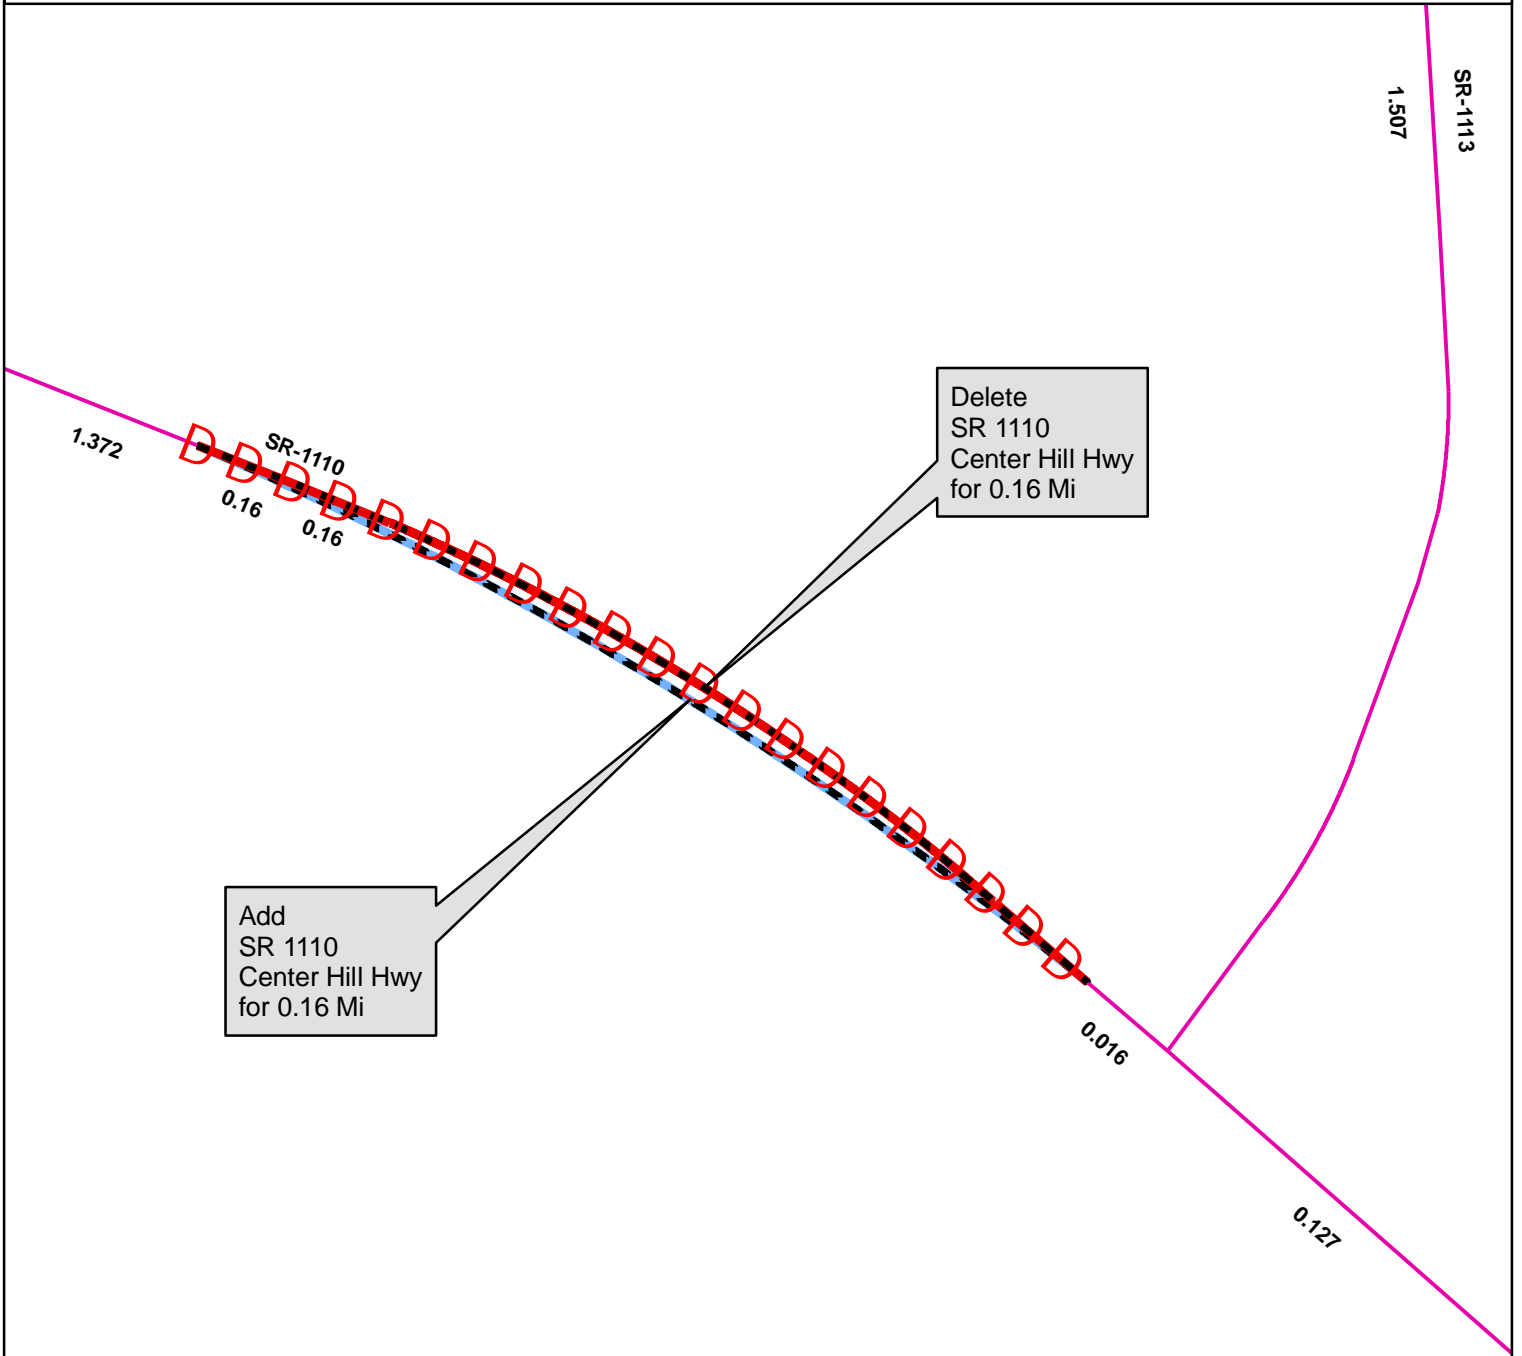 SR-1113
1.507
Delete
SR 1110
Center Hill Hwy
for 0.16 Mi
1.372
SR-1110
0.16
0.16
D D D D D D D D D D D D D D D D D D D D D
Add
SR 1110
Center Hill Hwy
for 0.16 Mi
0.016
0.127